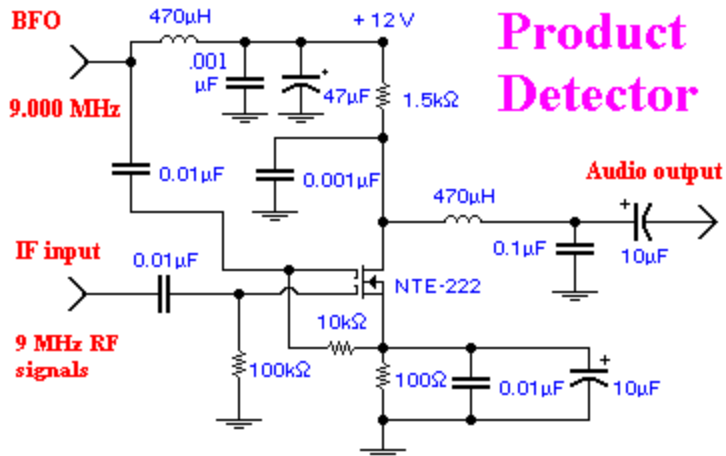 BFO
470µH
+12V
Product
Detector
.001
µF
47µF
+
1.5kΩ
9.000 MHz
0.01µF
0.001µF
Audio output
470µH
+
0.1µF
10µF
IF input
0.01µF
NTE-222
9 MHz RF
signals
10kΩ
100kΩ
100Ω
0.01µF
+
10µF